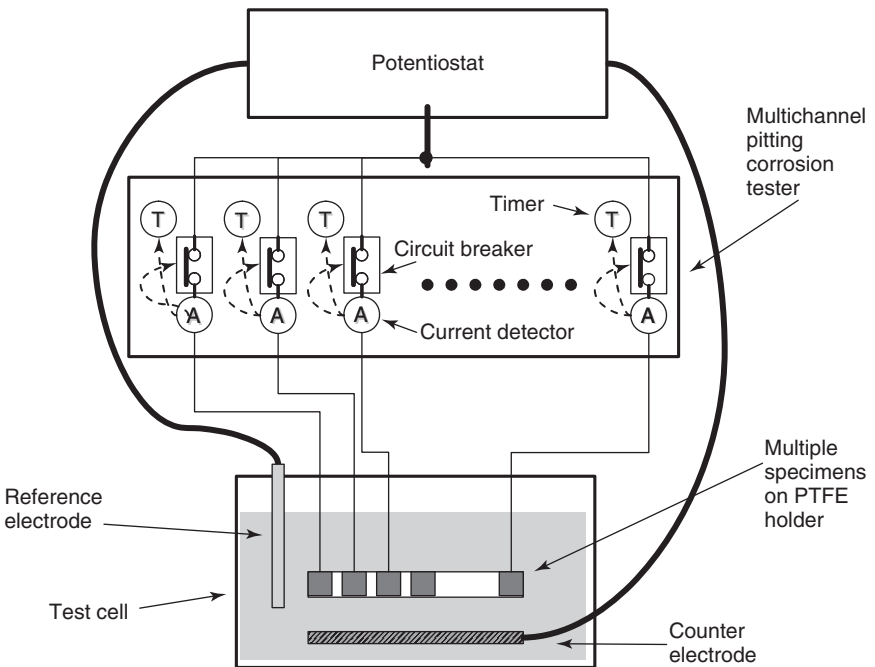 Potentiostat
Multichannel
pitting
corrosion
tester
T
T
T
Timer
T
Circuit breaker
A
A
A
Current detector
A
Reference
electrode
Multiple
specimens
on PTFE
holder
Test cell
Counter
electrode